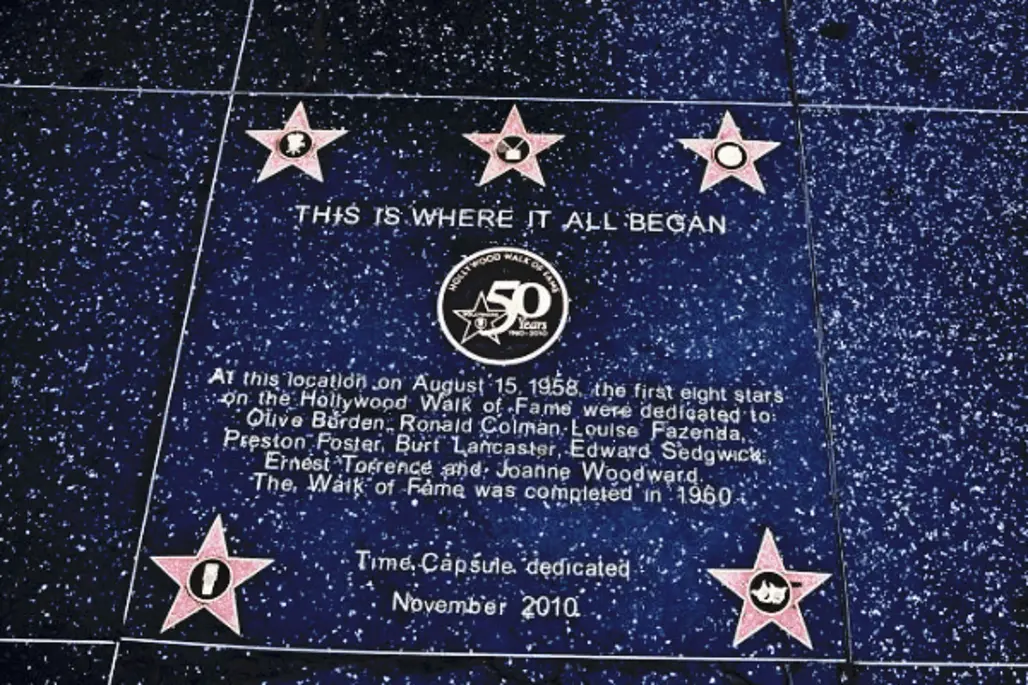 THIS IS WHERE IT ALL BEGAN
HOLLYWOOD WALK OF FAME
50
HOLLYWOOD
Years
1960-2010
At this location on August 15, 1958, the first eight stars
on the Hollywood Walk of Fame were dedicated to:
Olive Borden, Ronald Colman, Louise Fazenda,
Preston Foster, Burt Lancaster, Edward Sedgwick,
Ernest Torrence and Joanne Woodward.
The Walk of Fame was completed in 1960.
Time Capsule dedicated
November 2010